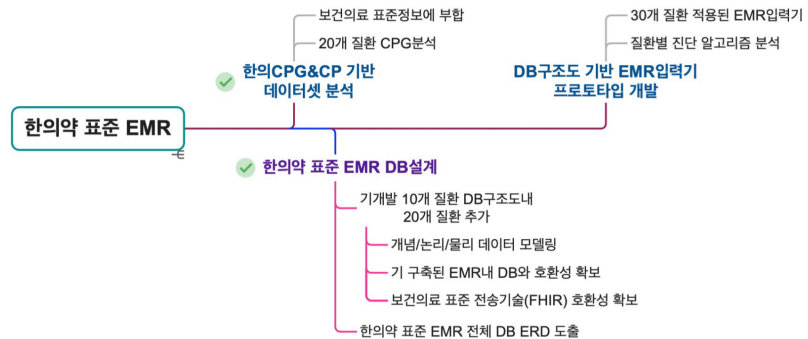 보건의료 표준정보에 부합
20개 질환 CPG분석
한의CPG&CP 기반
데이터셋 분석
30개 질환 적용된 EMR입력기
질환별 진단 알고리즘 분석
DB구조도 기반 EMR입력기
프로토타입 개발
한의약 표준 EMR
한의약 표준 EMR DB설계
기개발 10개 질환 DB구조도내
20개 질환 추가
개념/논리/물리 데이터 모델링
기 구축된 EMR내 DB와 호환성 확보
보건의료 표준 전송기술(FHIR) 호환성 확보
한의약 표준 EMR 전체 DB ERD 도출